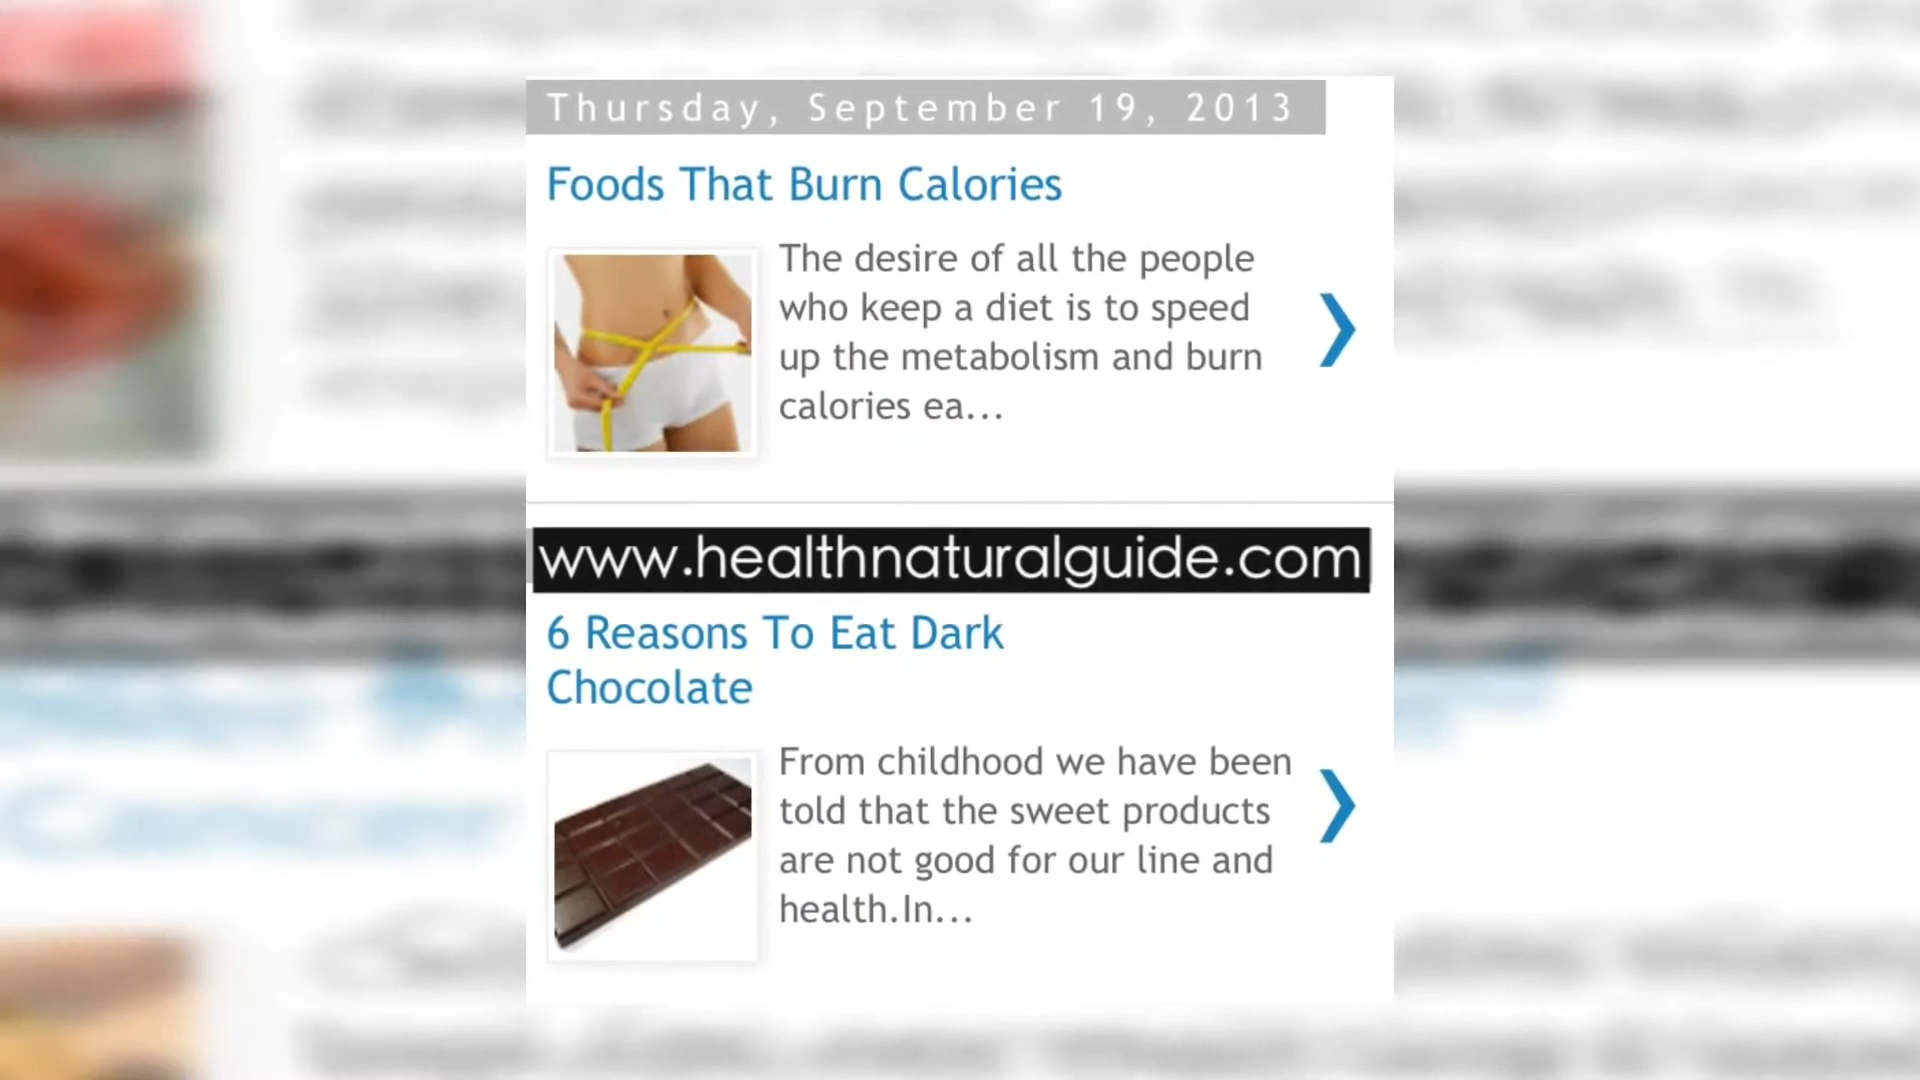 Thursday, September 19, 2013
Foods That Burn Calories
The desire of all the people
who keep a diet is to speed
up the metabolism and burn
calories ea...
www.healthnaturalguide.com
6 Reasons To Eat Dark
Chocolate
From childhood we have been
told that the sweet products
are not good for our line and
health.In...